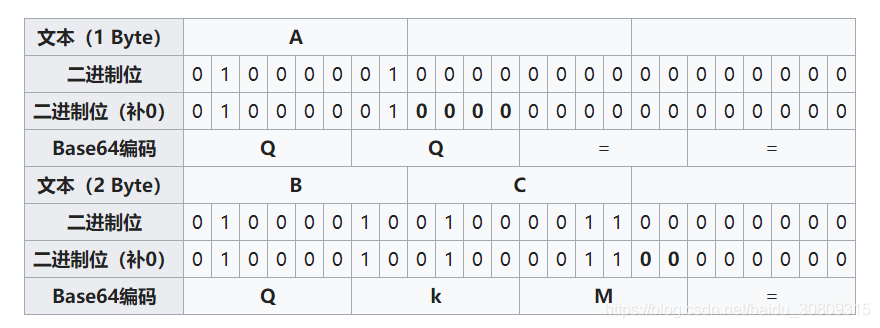 文本（1 Byte） A
二进制位 0 1 0 0 0 0 0 1 0 0 0 0 0 0 0 0 0 0 0 0 0 0 0 0
二进制位（补0） 0 1 0 0 0 0 0 1 0 0 0 0 0 0 0 0 0 0 0 0 0 0 0 0
Base64编码 Q Q = =
文本（2 Byte） B C
二进制位 0 1 0 0 0 0 1 0 0 1 0 0 0 0 1 1 0 0 0 0 0 0 0 0
二进制位（补0） 0 1 0 0 0 0 1 0 0 1 0 0 0 0 1 1 0 0 0 0 0 0 0 0
Base64编码 Q k M =
https://blog.csdn.net/baidu_30809315